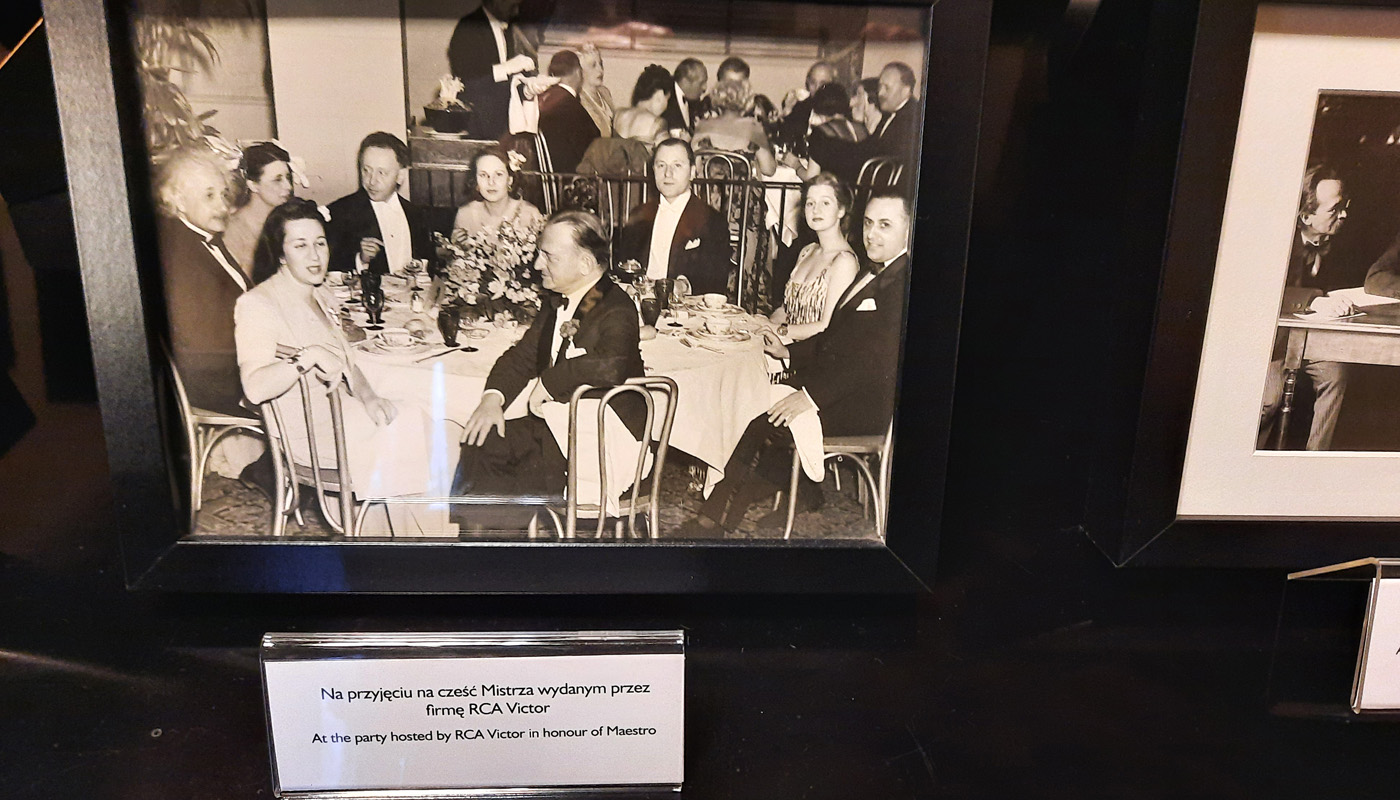 Na przyjęciu na cześć Mistrza wydanym przez
firmę RCA Victor
At the party hosted by RCA Victor in honour of Maestro